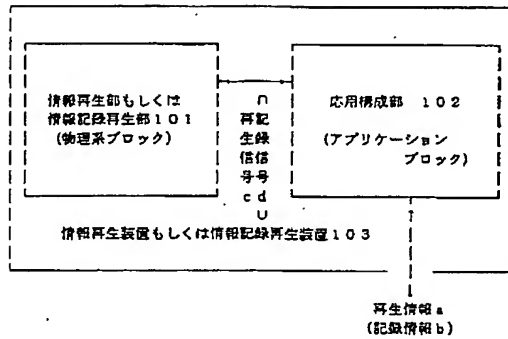 情報再生部もしくは
情報記録再生部101
(物理系ブロック)
再生信号c
(記録信号d)
応用構成部 102
(アプリケーション
ブロック)
情報再生装置もしくは情報記録再生装置103
再生情報a
(記録情報b)